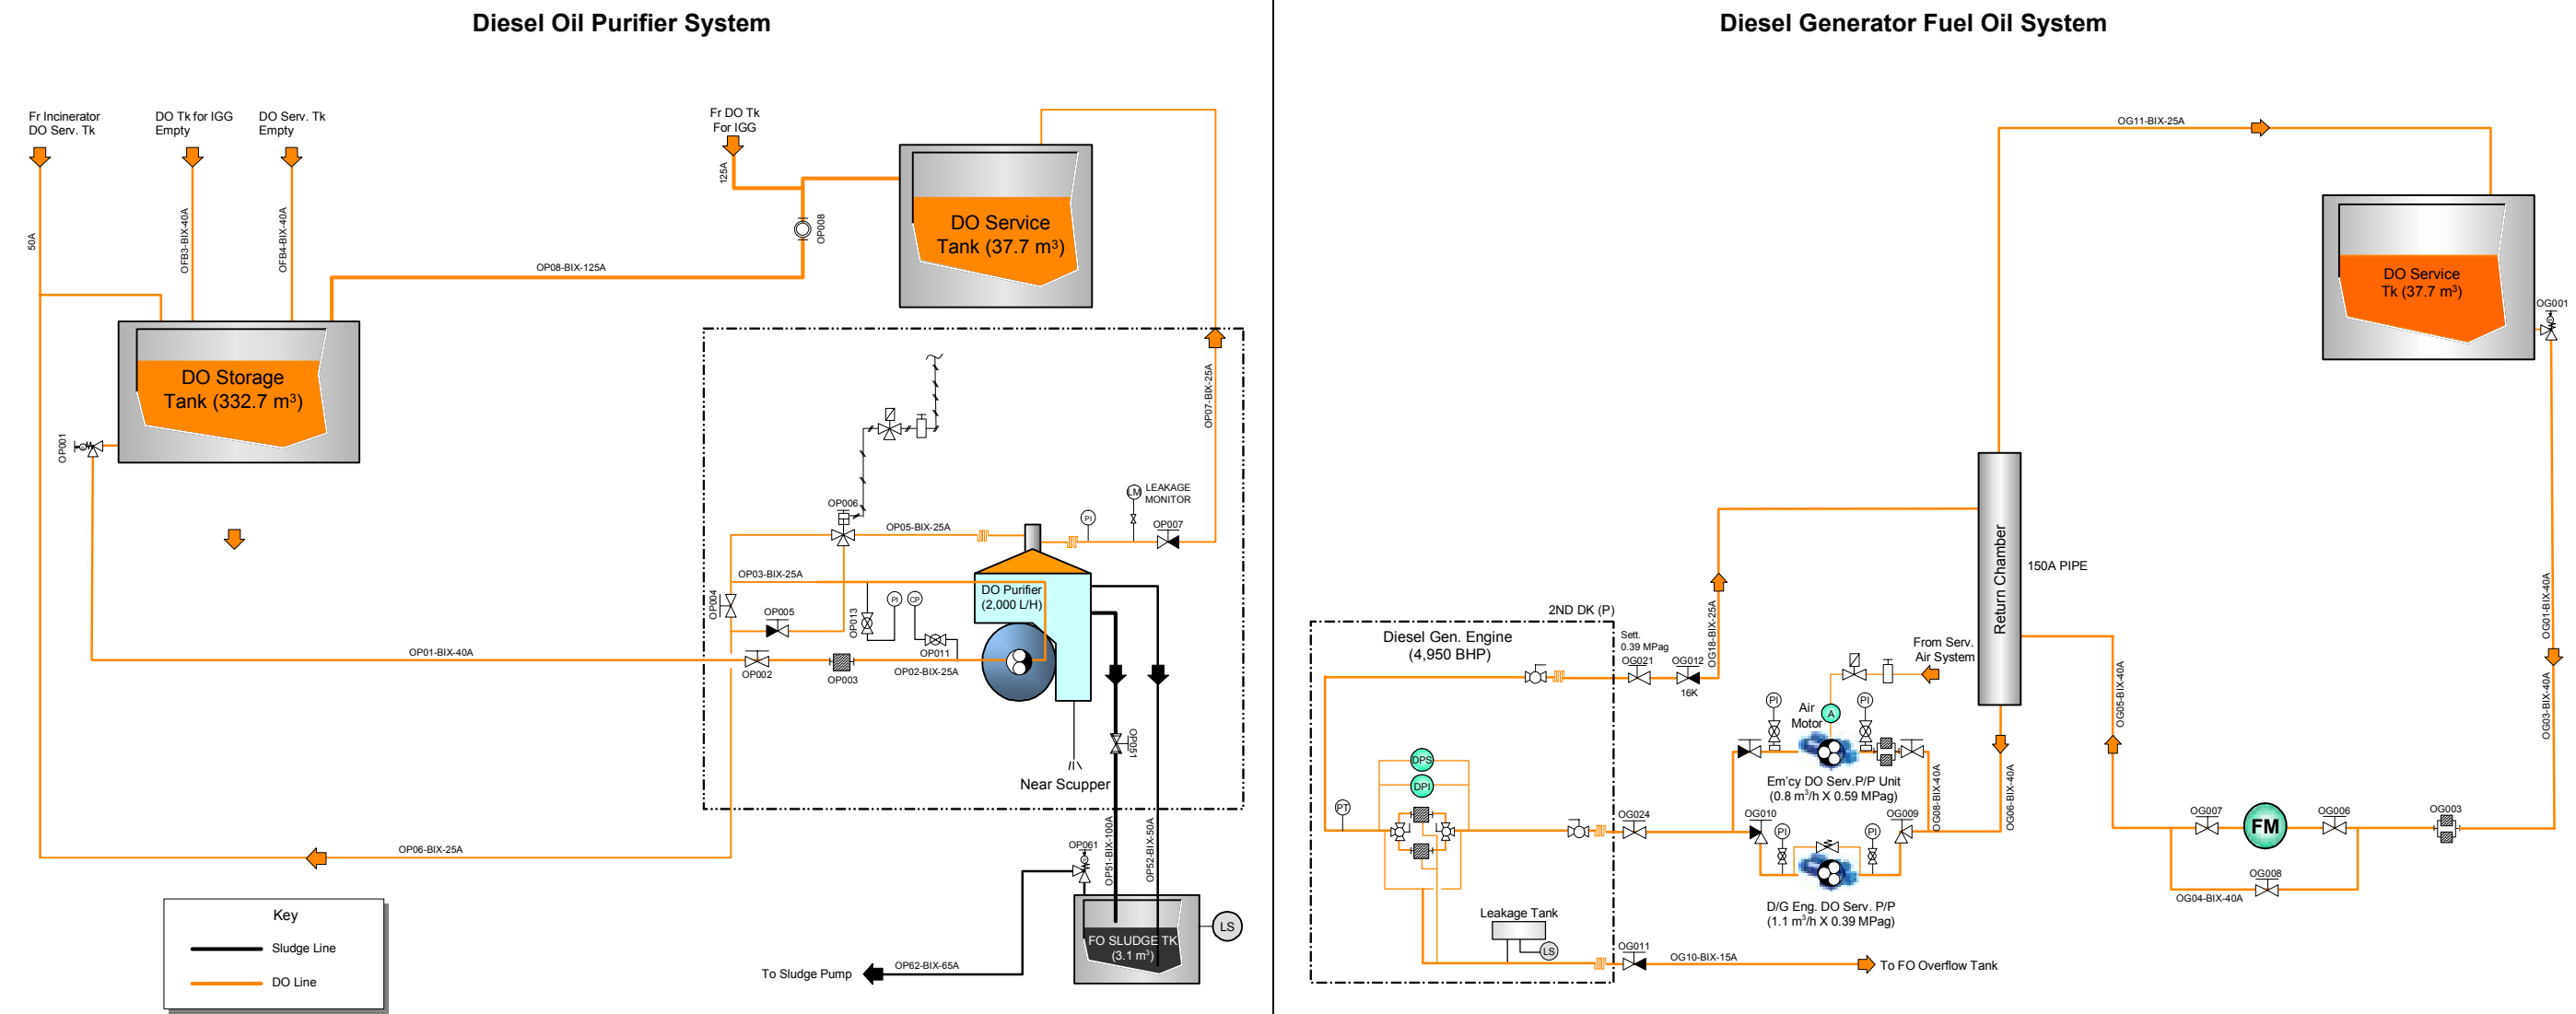 Diesel Oil Purifier System
Fr Incinerator
DO Serv. Tk
DO Tk for IGG
Empty
DO Serv. Tk
Empty
Fr DO Tk
For IGG
125A
50A
OFB3-BIX-40A
OFB4-BIX-40A
OP008
OP08-BIX-125A
DO Service
Tank (37.7 m³)
DO Storage
Tank (332.7 m³)
OP001
OP07-BIX-25A
OP006
LM
LEAKAGE
MONITOR
PI
OP007
OP05-BIX-25A
OP03-BIX-25A
OP004
OP005
OP013
PI
CP
OP011
DO Purifier
(2,000 L/H)
OP01-BIX-40A
OP002
OP003
OP02-BIX-25A
OP051
Near Scupper
OP51-BIX-100A
OP52-BIX-50A
OP06-BIX-25A
OP061
FO SLUDGE TK
(3.1 m³)
LS
To Sludge Pump
OP62-BIX-65A
Key
Sludge Line
DO Line
Diesel Generator Fuel Oil System
OG11-BIX-25A
DO Service
Tk (37.7 m³)
OG001
OG01-BIX-40A
OG03-BIX-40A
Return Chamber
150A PIPE
OG05-BIX-40A
OG06-BIX-40A
OG08-BIX-40A
OG18-BIX-25A
2ND DK (P)
Diesel Gen. Engine
(4,950 BHP)
Sett.
0.39 MPag
OG021
OG012
16K
From Serv.
Air System
Air
Motor
A
PI
PI
Em'cy DO Serv.P/P Unit
(0.8 m³/h X 0.59 MPag)
DPS
DPI
PT
OG024
OG010
OG009
PI
PI
D/G Eng. DO Serv. P/P
(1.1 m³/h X 0.39 MPag)
OG007
FM
OG006
OG003
OG008
OG04-BIX-40A
Leakage Tank
LS
OG011
OG10-BIX-15A
To FO Overflow Tank